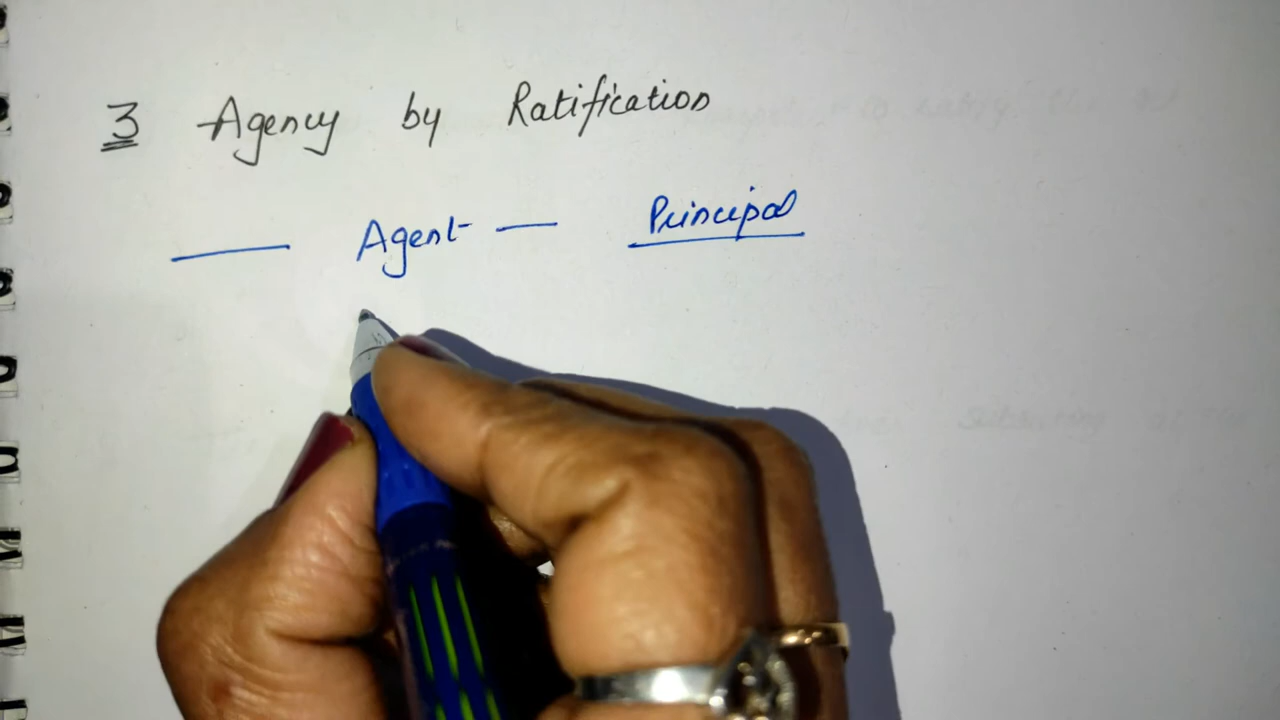 3 Agency by Ratification
— Agent — Principal